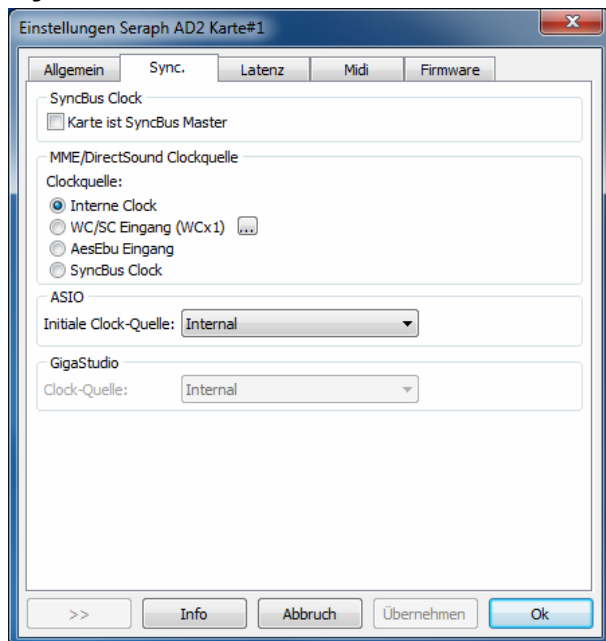 Einstellungen Seraph AD2 Karte#1
Allgemein Sync. Latenz Midi Firmware
SyncBus Clock
Karte ist SyncBus Master
MME/DirectSound Clockquelle
Clockquelle:
Interne Clock
WC/SC Eingang (WCx1) ...
AesEbu Eingang
SyncBus Clock
ASIO
Initiale Clock-Quelle: Internal
GigaStudio
Clock-Quelle: Internal
>> Info Abbruch Übernehmen Ok